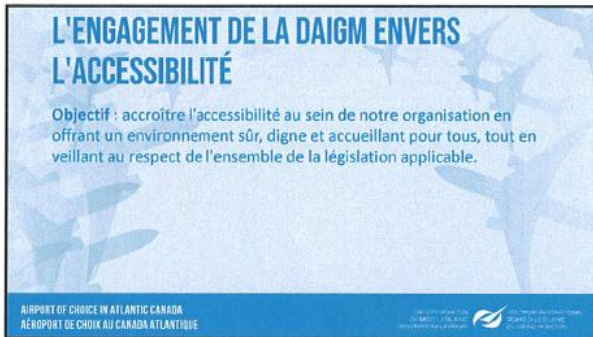 L'ENGAGEMENT DE LA DAIGM ENVERS
L'ACCESSIBILITÉ
Objectif : accroître l'accessibilité au sein de notre organisation en
offrant un environnement sûr, digne et accueillant pour tous, tout en
veillant au respect de l'ensemble de la législation applicable.
AIRPORT OF CHOICE IN ATLANTIC CANADA
AÉROPORT DE CHOIX AU CANADA ATLANTIQUE